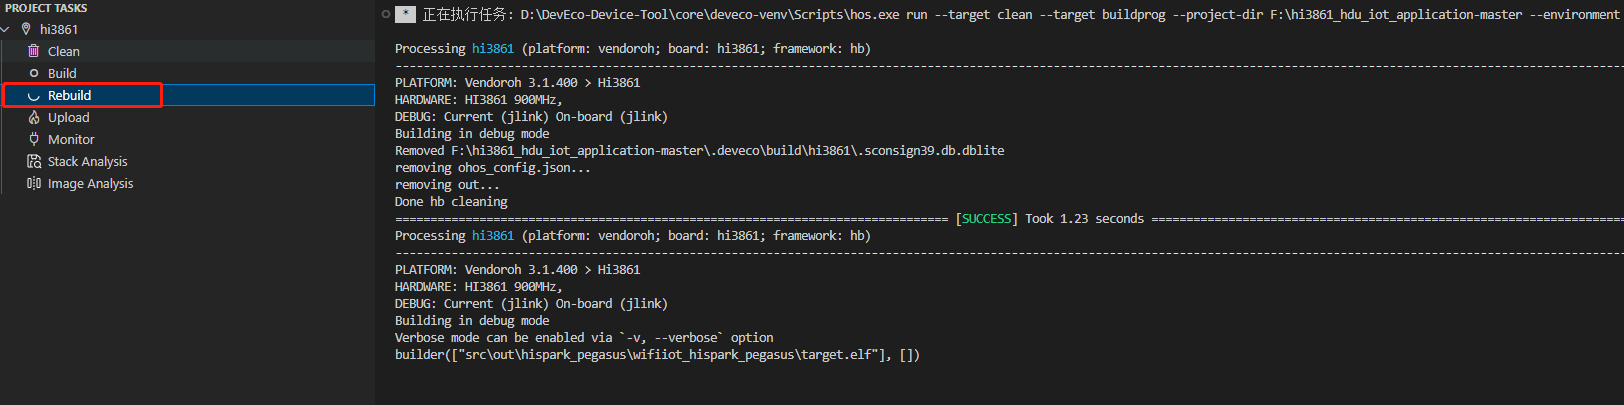 PROJECT TASKS
hi3861
Clean
Build
Rebuild
Upload
Monitor
Stack Analysis
Image Analysis
* 正在执行任务: D:\DevEco-Device-Tool\core\deveco-venv\Scripts\hos.exe run --target clean --target buildprog --project-dir F:\hi3861_hdu_iot_application-master --environment
Processing hi3861 (platform: vendoroh; board: hi3861; framework: hb)
PLATFORM: Vendoroh 3.1.400 > Hi3861
HARDWARE: HI3861 900MHz,
DEBUG: Current (jlink) On-board (jlink)
Building in debug mode
Removed F:\hi3861_hdu_iot_application-master\.deveco\build\hi3861\.sconsign39.db.dblite
removing ohos_config.json...
removing out...
Done hb cleaning
[SUCCESS] Took 1.23 seconds
Processing hi3861 (platform: vendoroh; board: hi3861; framework: hb)
PLATFORM: Vendoroh 3.1.400 > Hi3861
HARDWARE: HI3861 900MHz,
DEBUG: Current (jlink) On-board (jlink)
Building in debug mode
Verbose mode can be enabled via `-v, --verbose` option
builder(["src\out\hispark_pegasus\wifiiot_hispark_pegasus\target.elf"], [])